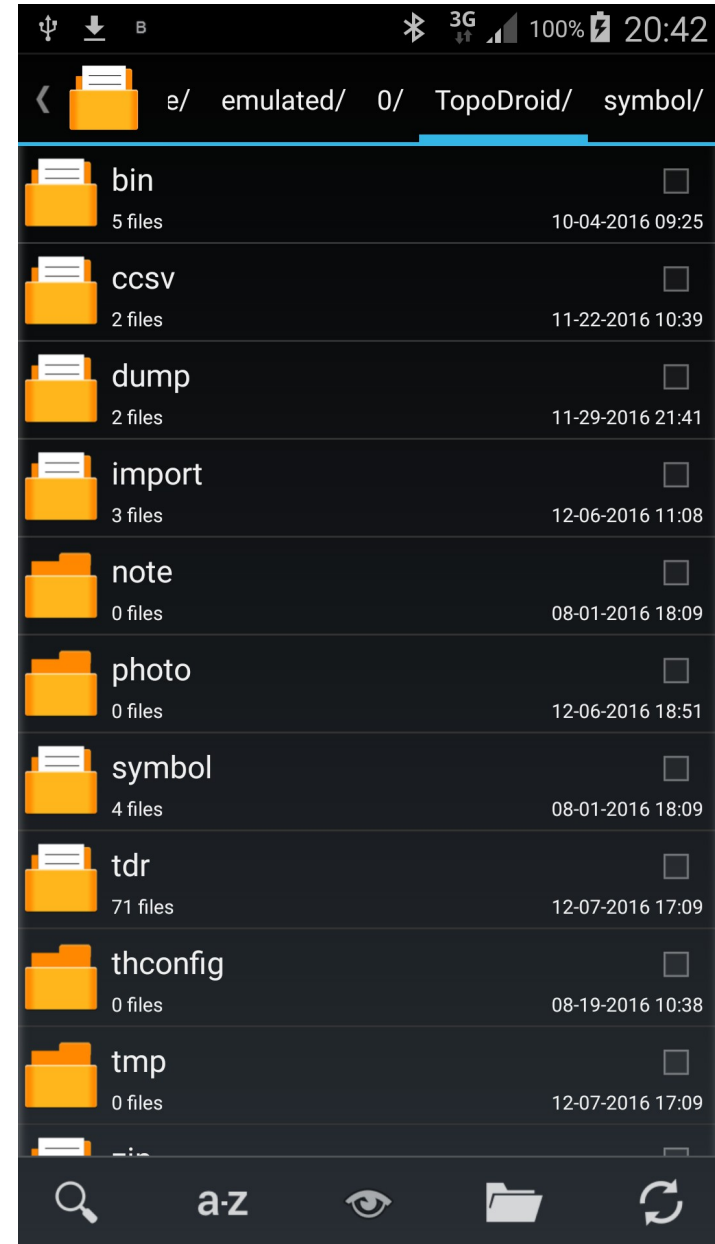 B 3G 100% 20:42
e/ emulated/ 0/ TopoDroid/ symbol/
bin
5 files 10-04-2016 09:25
ccsv
2 files 11-22-2016 10:39
dump
2 files 11-29-2016 21:41
import
3 files 12-06-2016 11:08
note
0 files 08-01-2016 18:09
photo
0 files 12-06-2016 18:51
symbol
4 files 08-01-2016 18:09
tdr
71 files 12-07-2016 17:09
thconfig
0 files 08-19-2016 10:38
tmp
0 files 12-07-2016 17:09
a-z